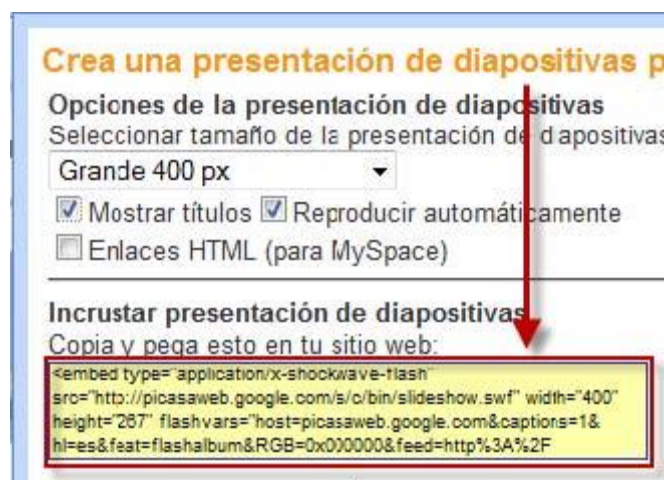 Crea una presentación de diapositivas p
Opciones de la presentación de diapositivas
Seleccionar tamaño de la presentación de diapositivas
Grande 400 px
Mostrar títulos Reproducir automáticamente
Enlaces HTML (para MySpace)
Incrustar presentación de diapositivas
Copia y pega esto en tu sitio web:
<embed type="application/x-shockwave-flash"
src="http://picasaweb.google.com/s/c/bin/slideshow.swf" width="400"
height="267" flashvars="host=picasaweb.google.com&captions=1&
hl=es&feat=flashalbum&RGB=0x000000&feed=http%3A%2F